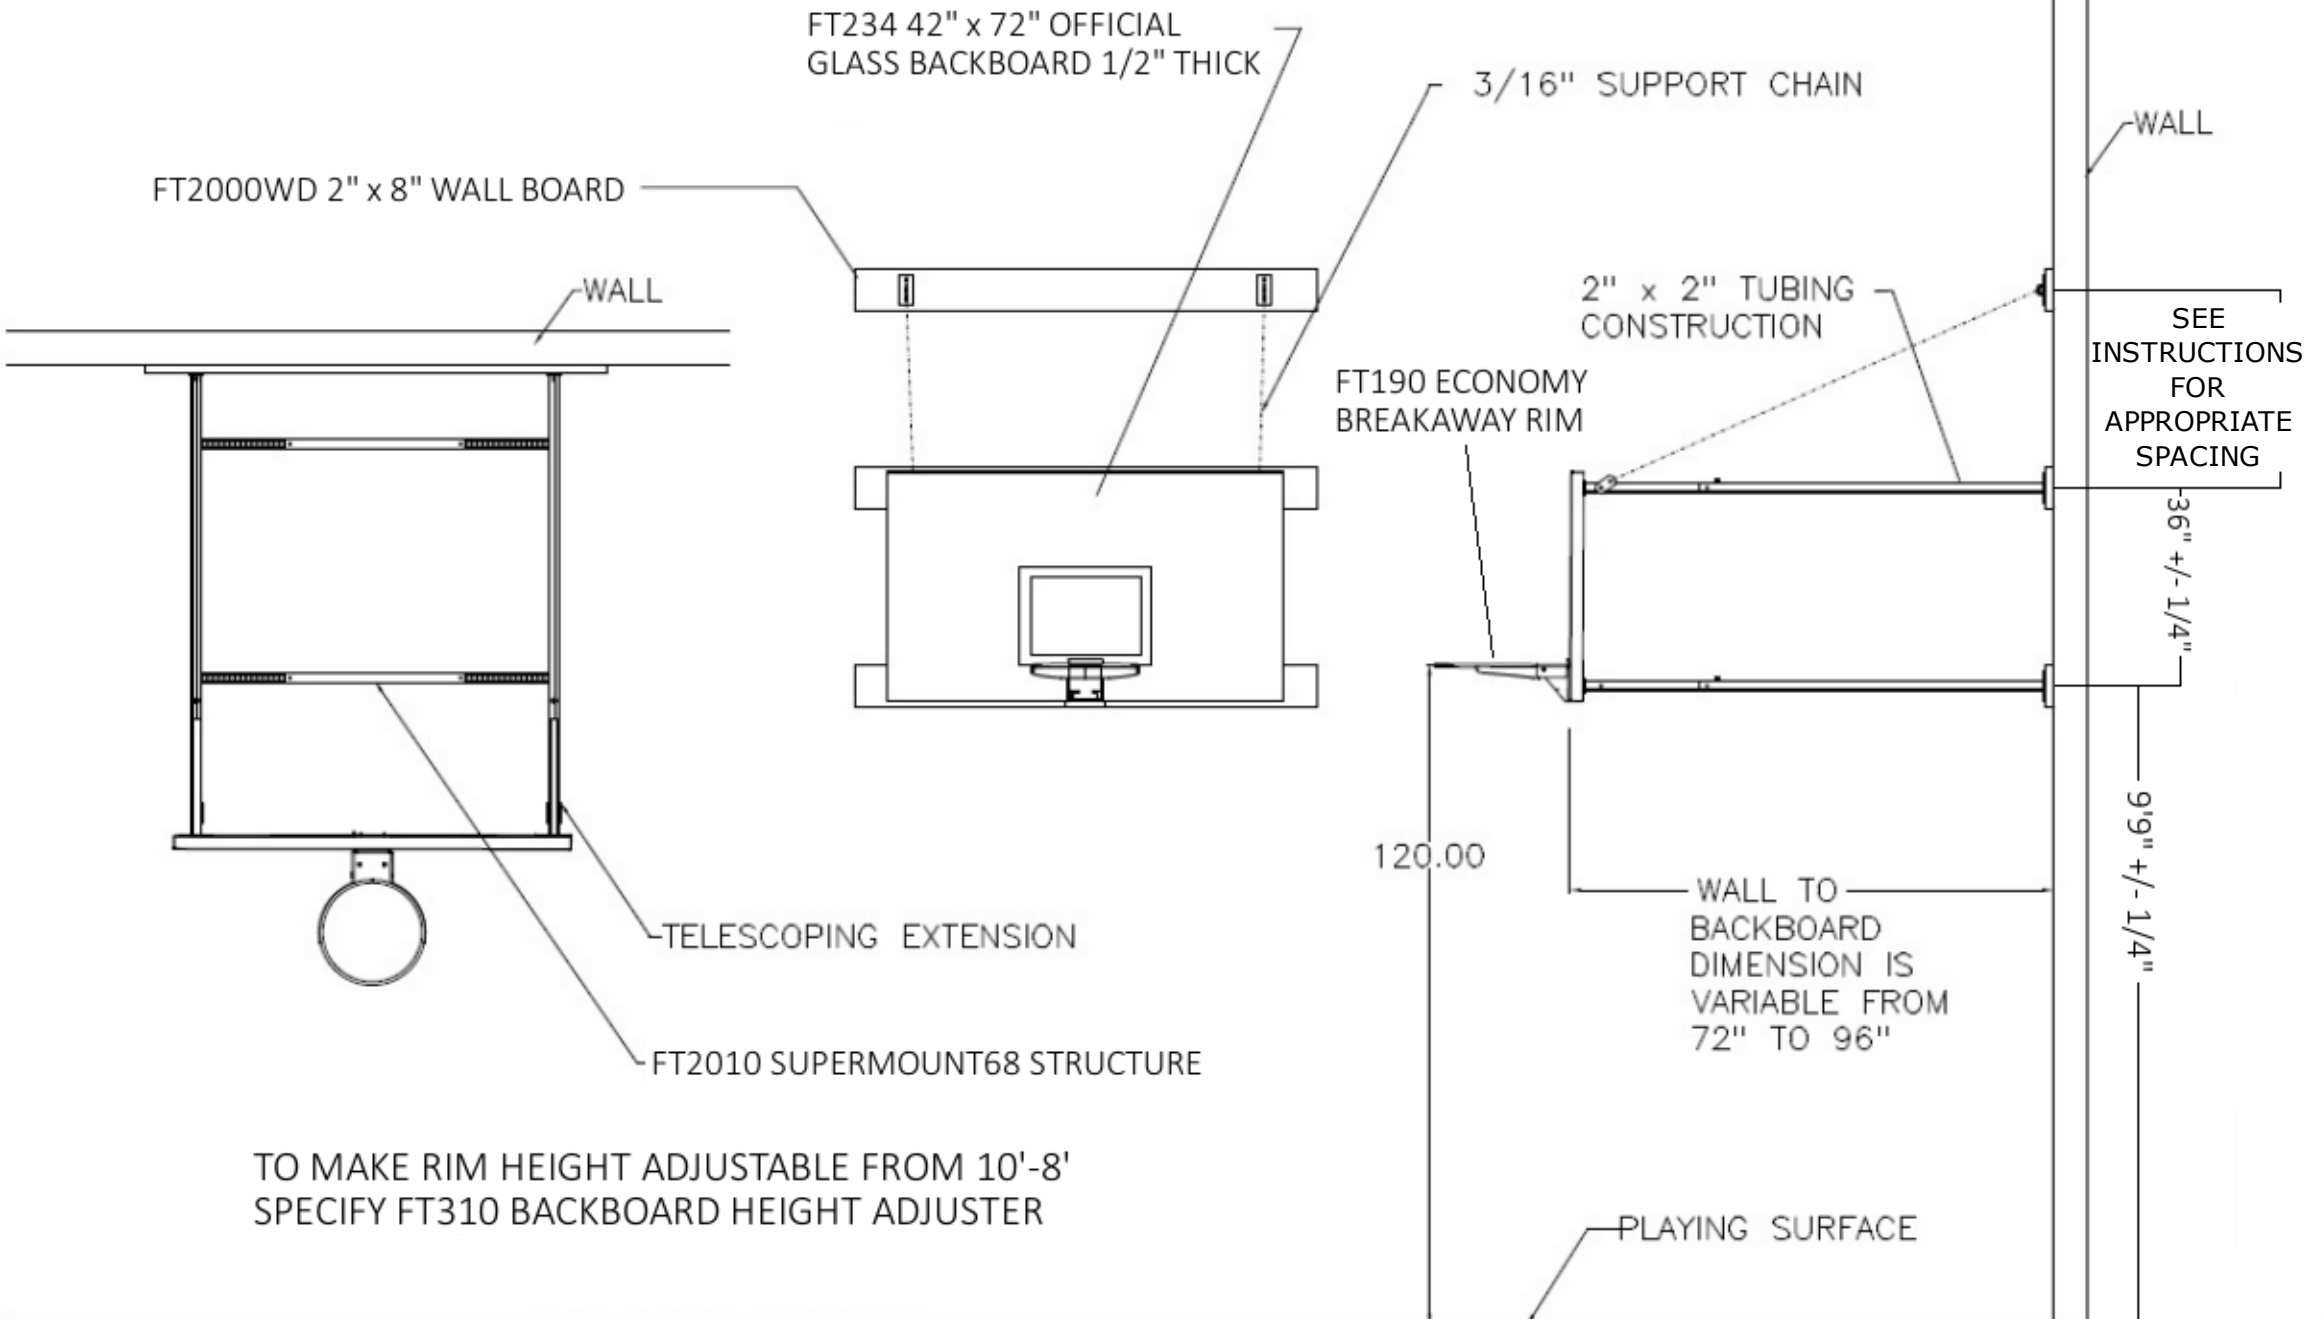 FT234 42" x 72" OFFICIAL
GLASS BACKBOARD 1/2" THICK
3/16" SUPPORT CHAIN
WALL
FT2000WD 2" x 8" WALL BOARD
WALL
2" x 2" TUBING
CONSTRUCTION
SEE
INSTRUCTIONS
FOR
APPROPRIATE
SPACING
FT190 ECONOMY
BREAKAWAY RIM
36" +/- 1/4"
9'9" +/- 1/4"
120.00
WALL TO
BACKBOARD
DIMENSION IS
VARIABLE FROM
72" TO 96"
TELESCOPING EXTENSION
FT2010 SUPERMOUNT68 STRUCTURE
TO MAKE RIM HEIGHT ADJUSTABLE FROM 10'-8'
SPECIFY FT310 BACKBOARD HEIGHT ADJUSTER
PLAYING SURFACE